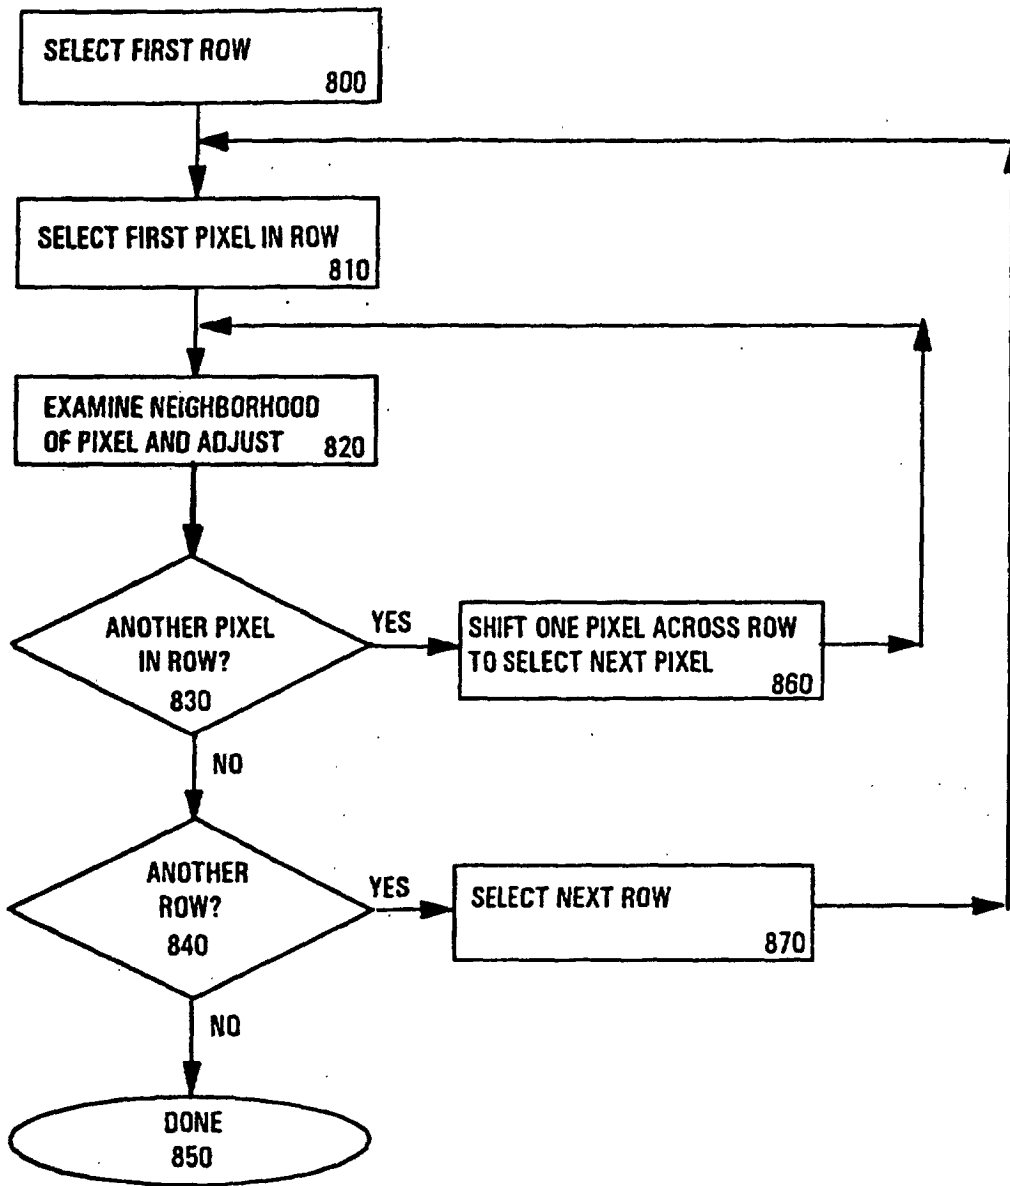 SELECT FIRST ROW
800
SELECT FIRST PIXEL IN ROW
810
EXAMINE NEIGHBORHOOD
OF PIXEL AND ADJUST 820
ANOTHER PIXEL
IN ROW?
830
YES
SHIFT ONE PIXEL ACROSS ROW
TO SELECT NEXT PIXEL
860
NO
ANOTHER
ROW?
840
YES
SELECT NEXT ROW
870
NO
DONE
850